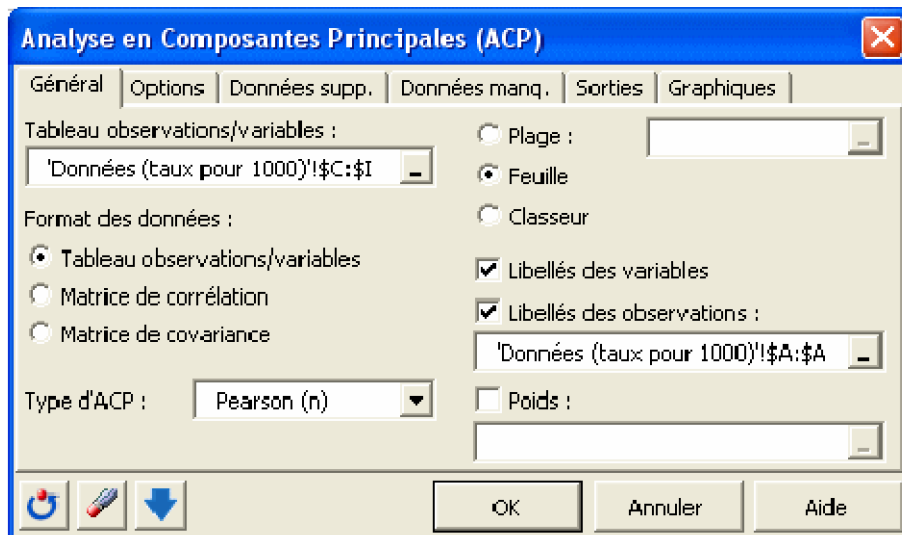 Analyse en Composantes Principales (ACP)
Général
Options
Données supp.
Données manq.
Sorties
Graphiques
Tableau observations/variables :
'Données (taux pour 1000)'!$C:$I
Format des données :
Tableau observations/variables
Matrice de corrélation
Matrice de covariance
Type d'ACP :
Pearson (n)
Plage :
Feuille
Classeur
Libellés des variables
Libellés des observations :
'Données (taux pour 1000)'!$A:$A
Poids :
OK
Annuler
Aide